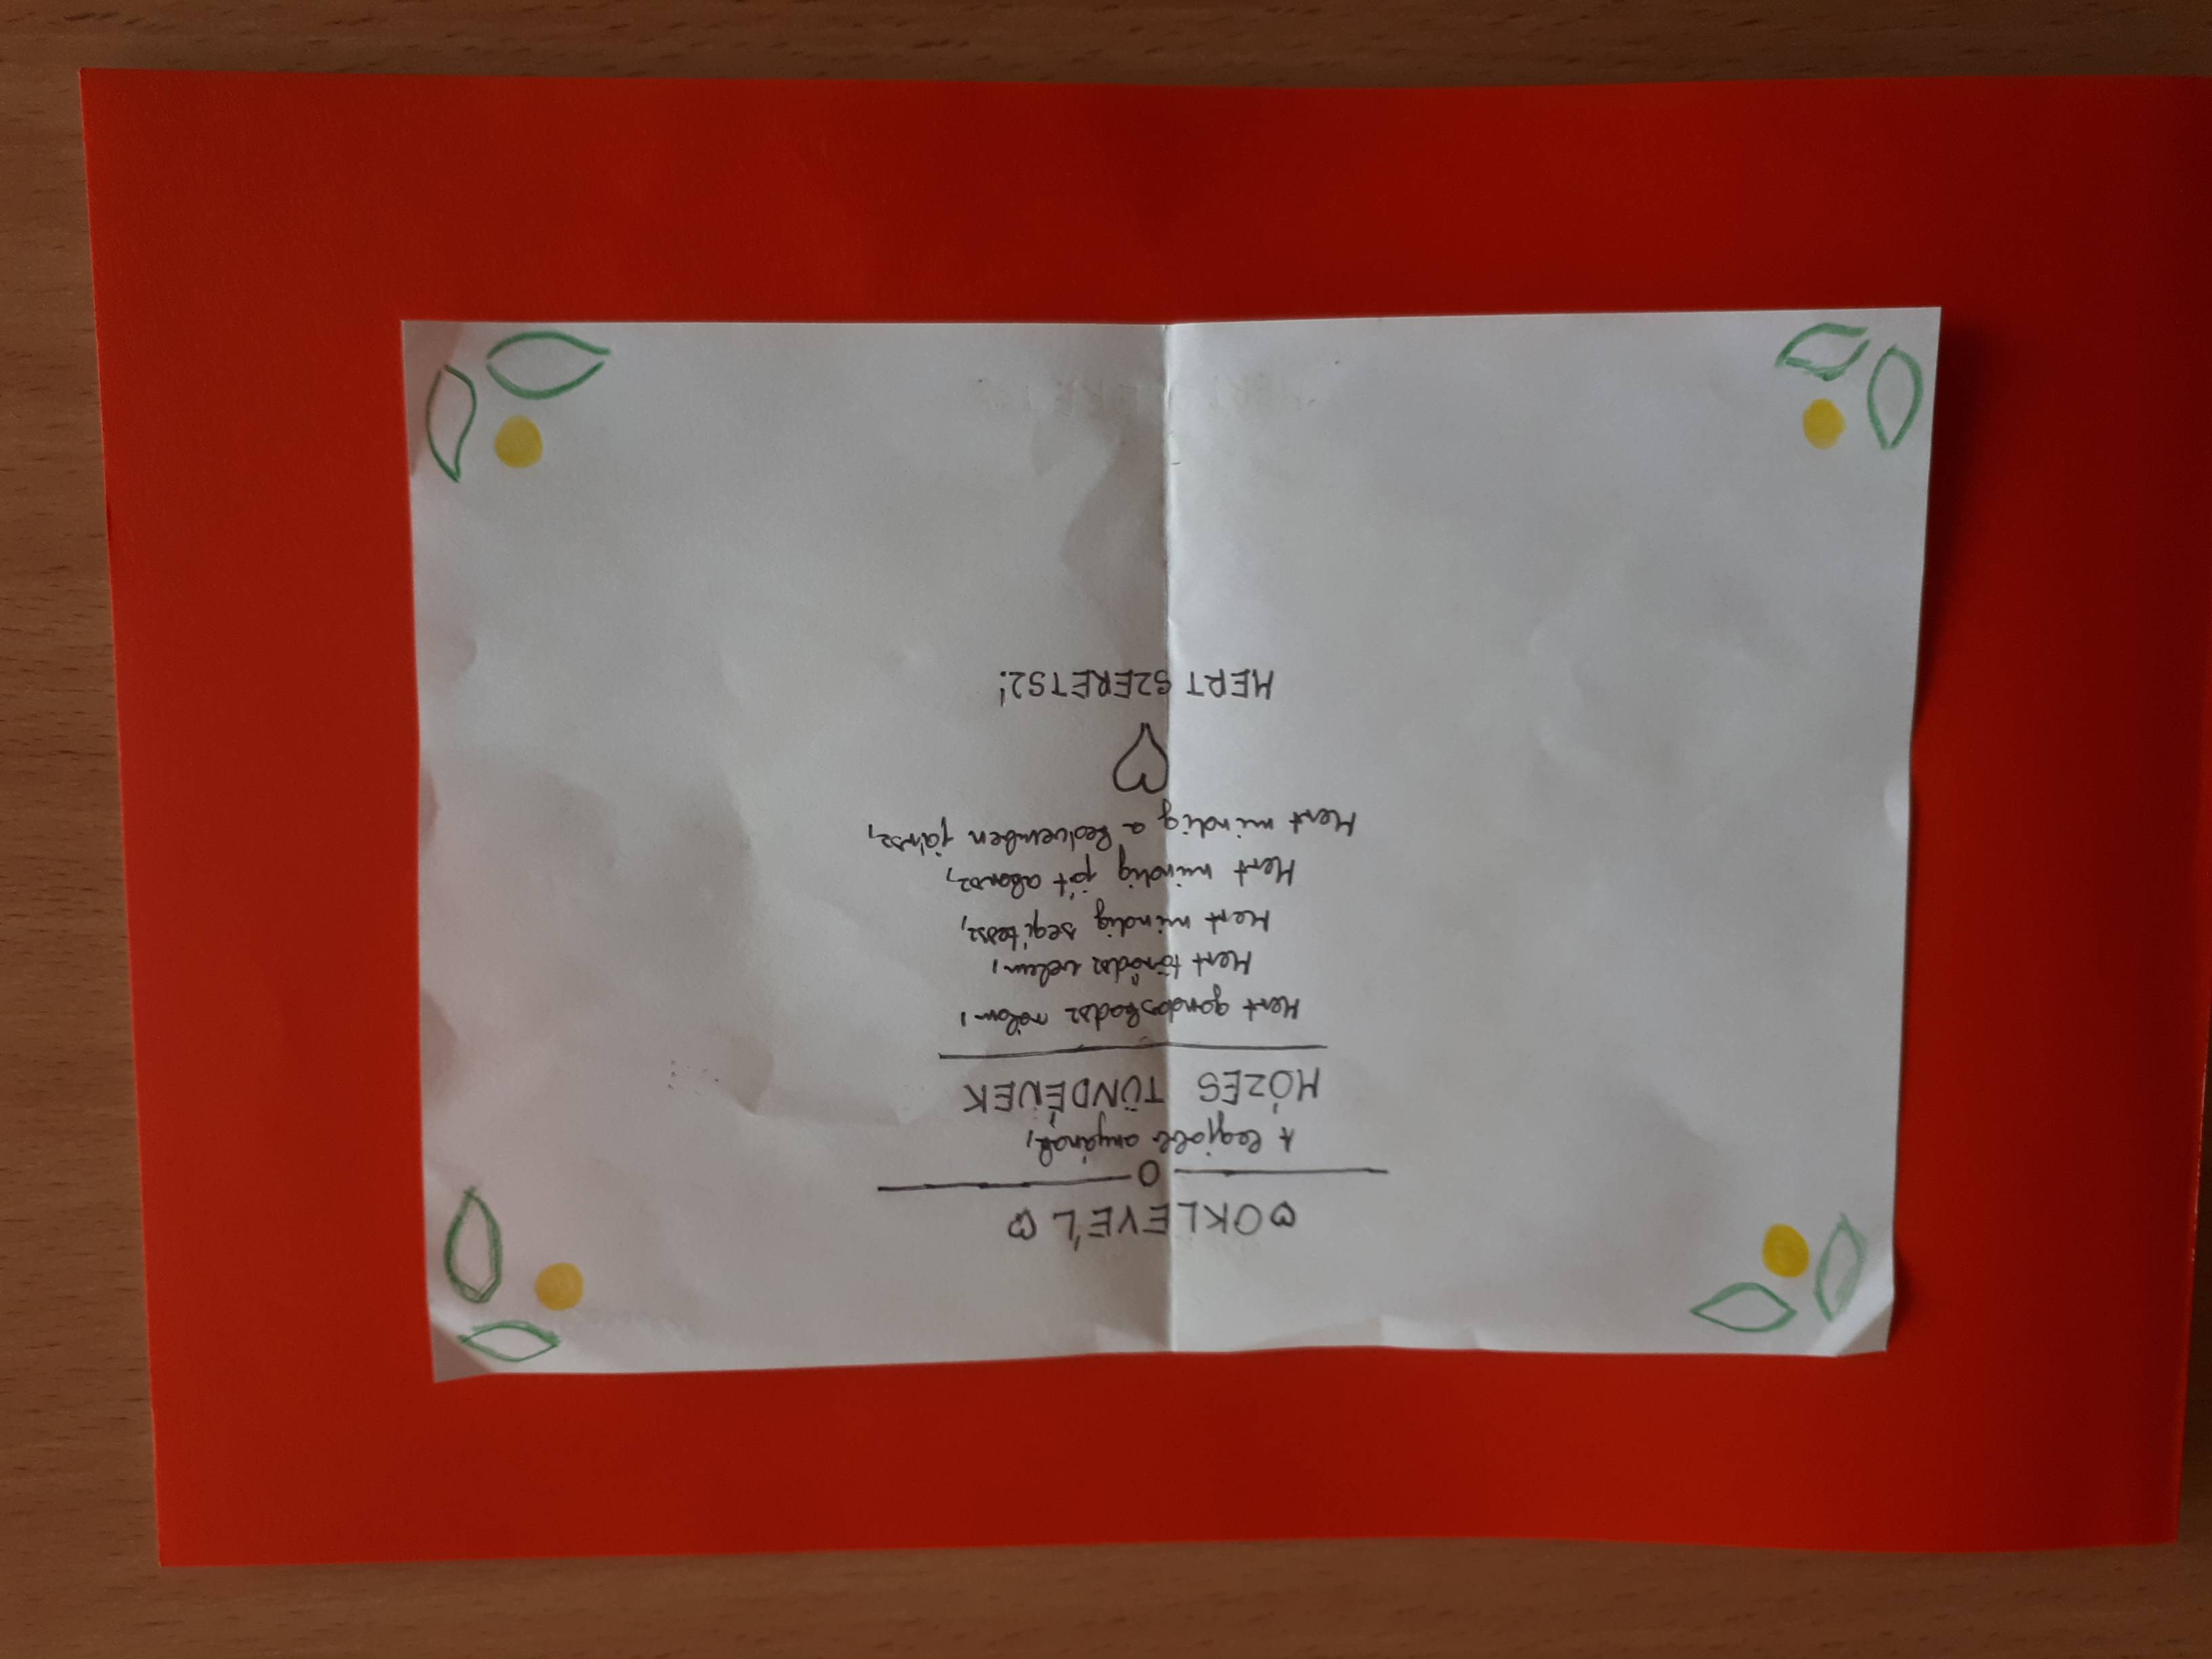 ♡OKLEVÉL♡
A legjobb anyának,
MÓZES TÜNDÉNEK
Mert gondoskodsz rólam,
Mert törődsz velem,
Mert mindig segítesz,
Mert mindig jót akarsz,
Mert mindig a kedvemben jársz,
MERT SZERETSZ!